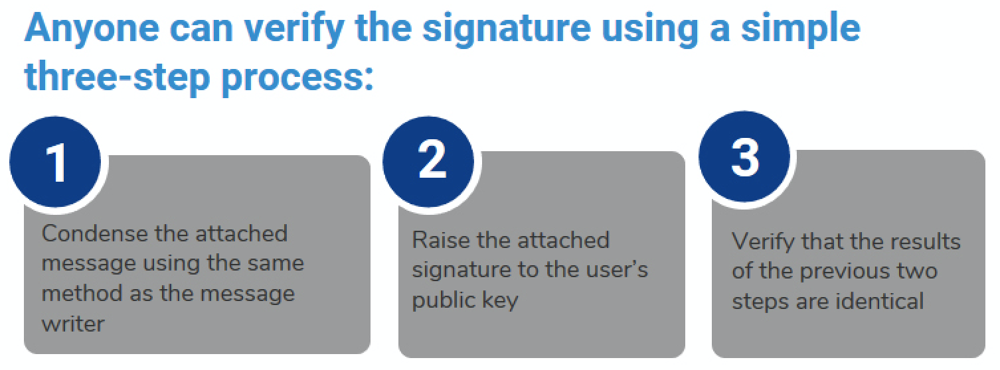 Anyone can verify the signature using a simple
three-step process:
1
Condense the attached
message using the same
method as the message
writer
2
Raise the attached
signature to the user’s
public key
3
Verify that the results
of the previous two
steps are identical